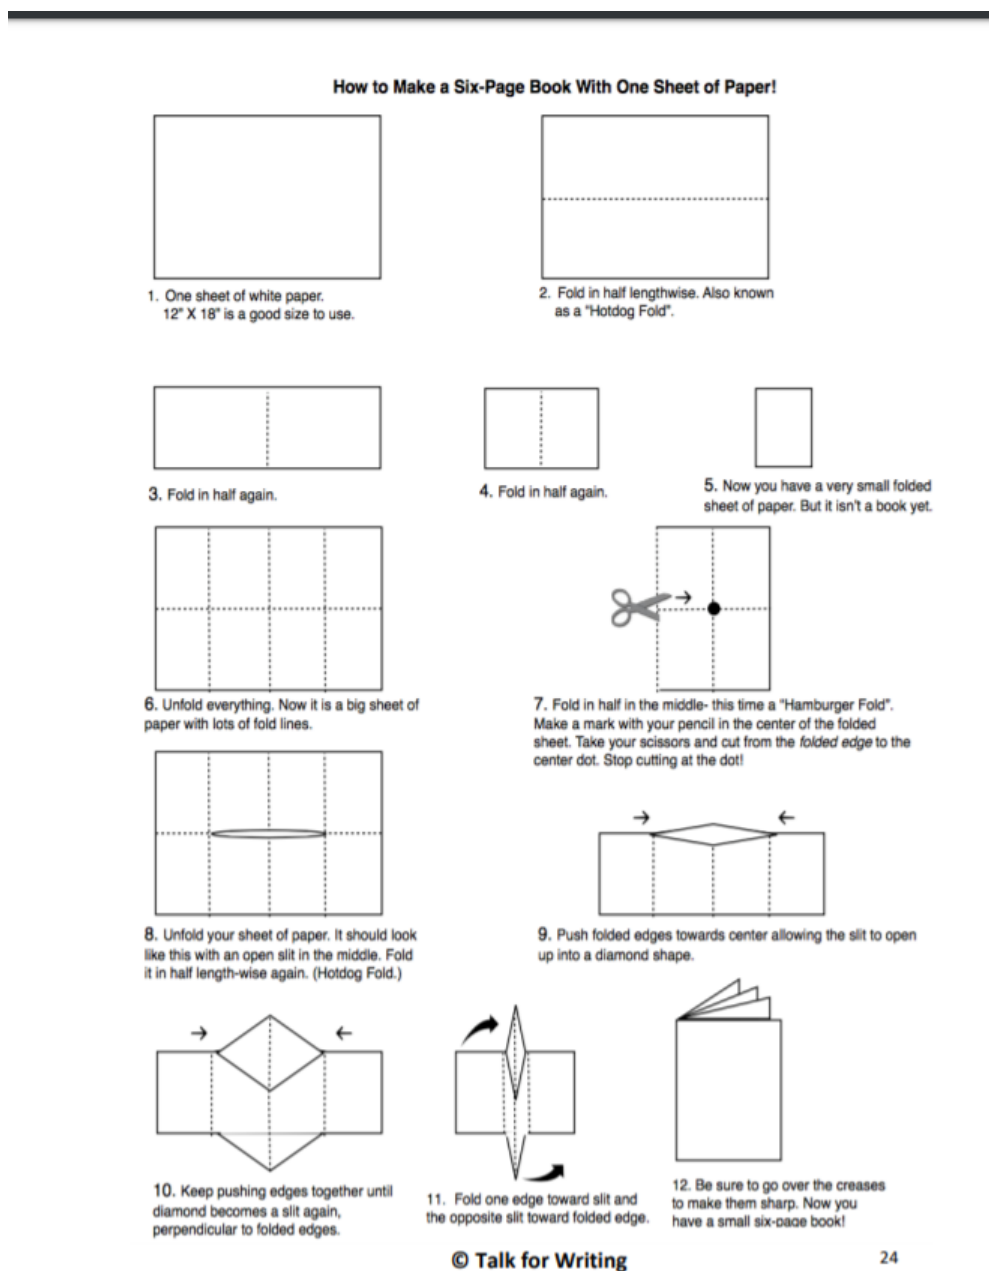 How to Make a Six-Page Book With One Sheet of Paper!
1. One sheet of white paper.
12" X 18" is a good size to use.
2. Fold in half lengthwise. Also known
as a "Hotdog Fold".
3. Fold in half again.
4. Fold in half again.
5. Now you have a very small folded
sheet of paper. But it isn't a book yet.
6. Unfold everything. Now it is a big sheet of
paper with lots of fold lines.
7. Fold in half in the middle- this time a "Hamburger Fold".
Make a mark with your pencil in the center of the folded
sheet. Take your scissors and cut from the folded edge to the
center dot. Stop cutting at the dot!
8. Unfold your sheet of paper. It should look
like this with an open slit in the middle. Fold
it in half length-wise again. (Hotdog Fold.)
9. Push folded edges towards center allowing the slit to open
up into a diamond shape.
10. Keep pushing edges together until
diamond becomes a slit again,
perpendicular to folded edges.
11. Fold one edge toward slit and
the opposite slit toward folded edge.
12. Be sure to go over the creases
to make them sharp. Now you
have a small six-page book!
© Talk for Writing
24